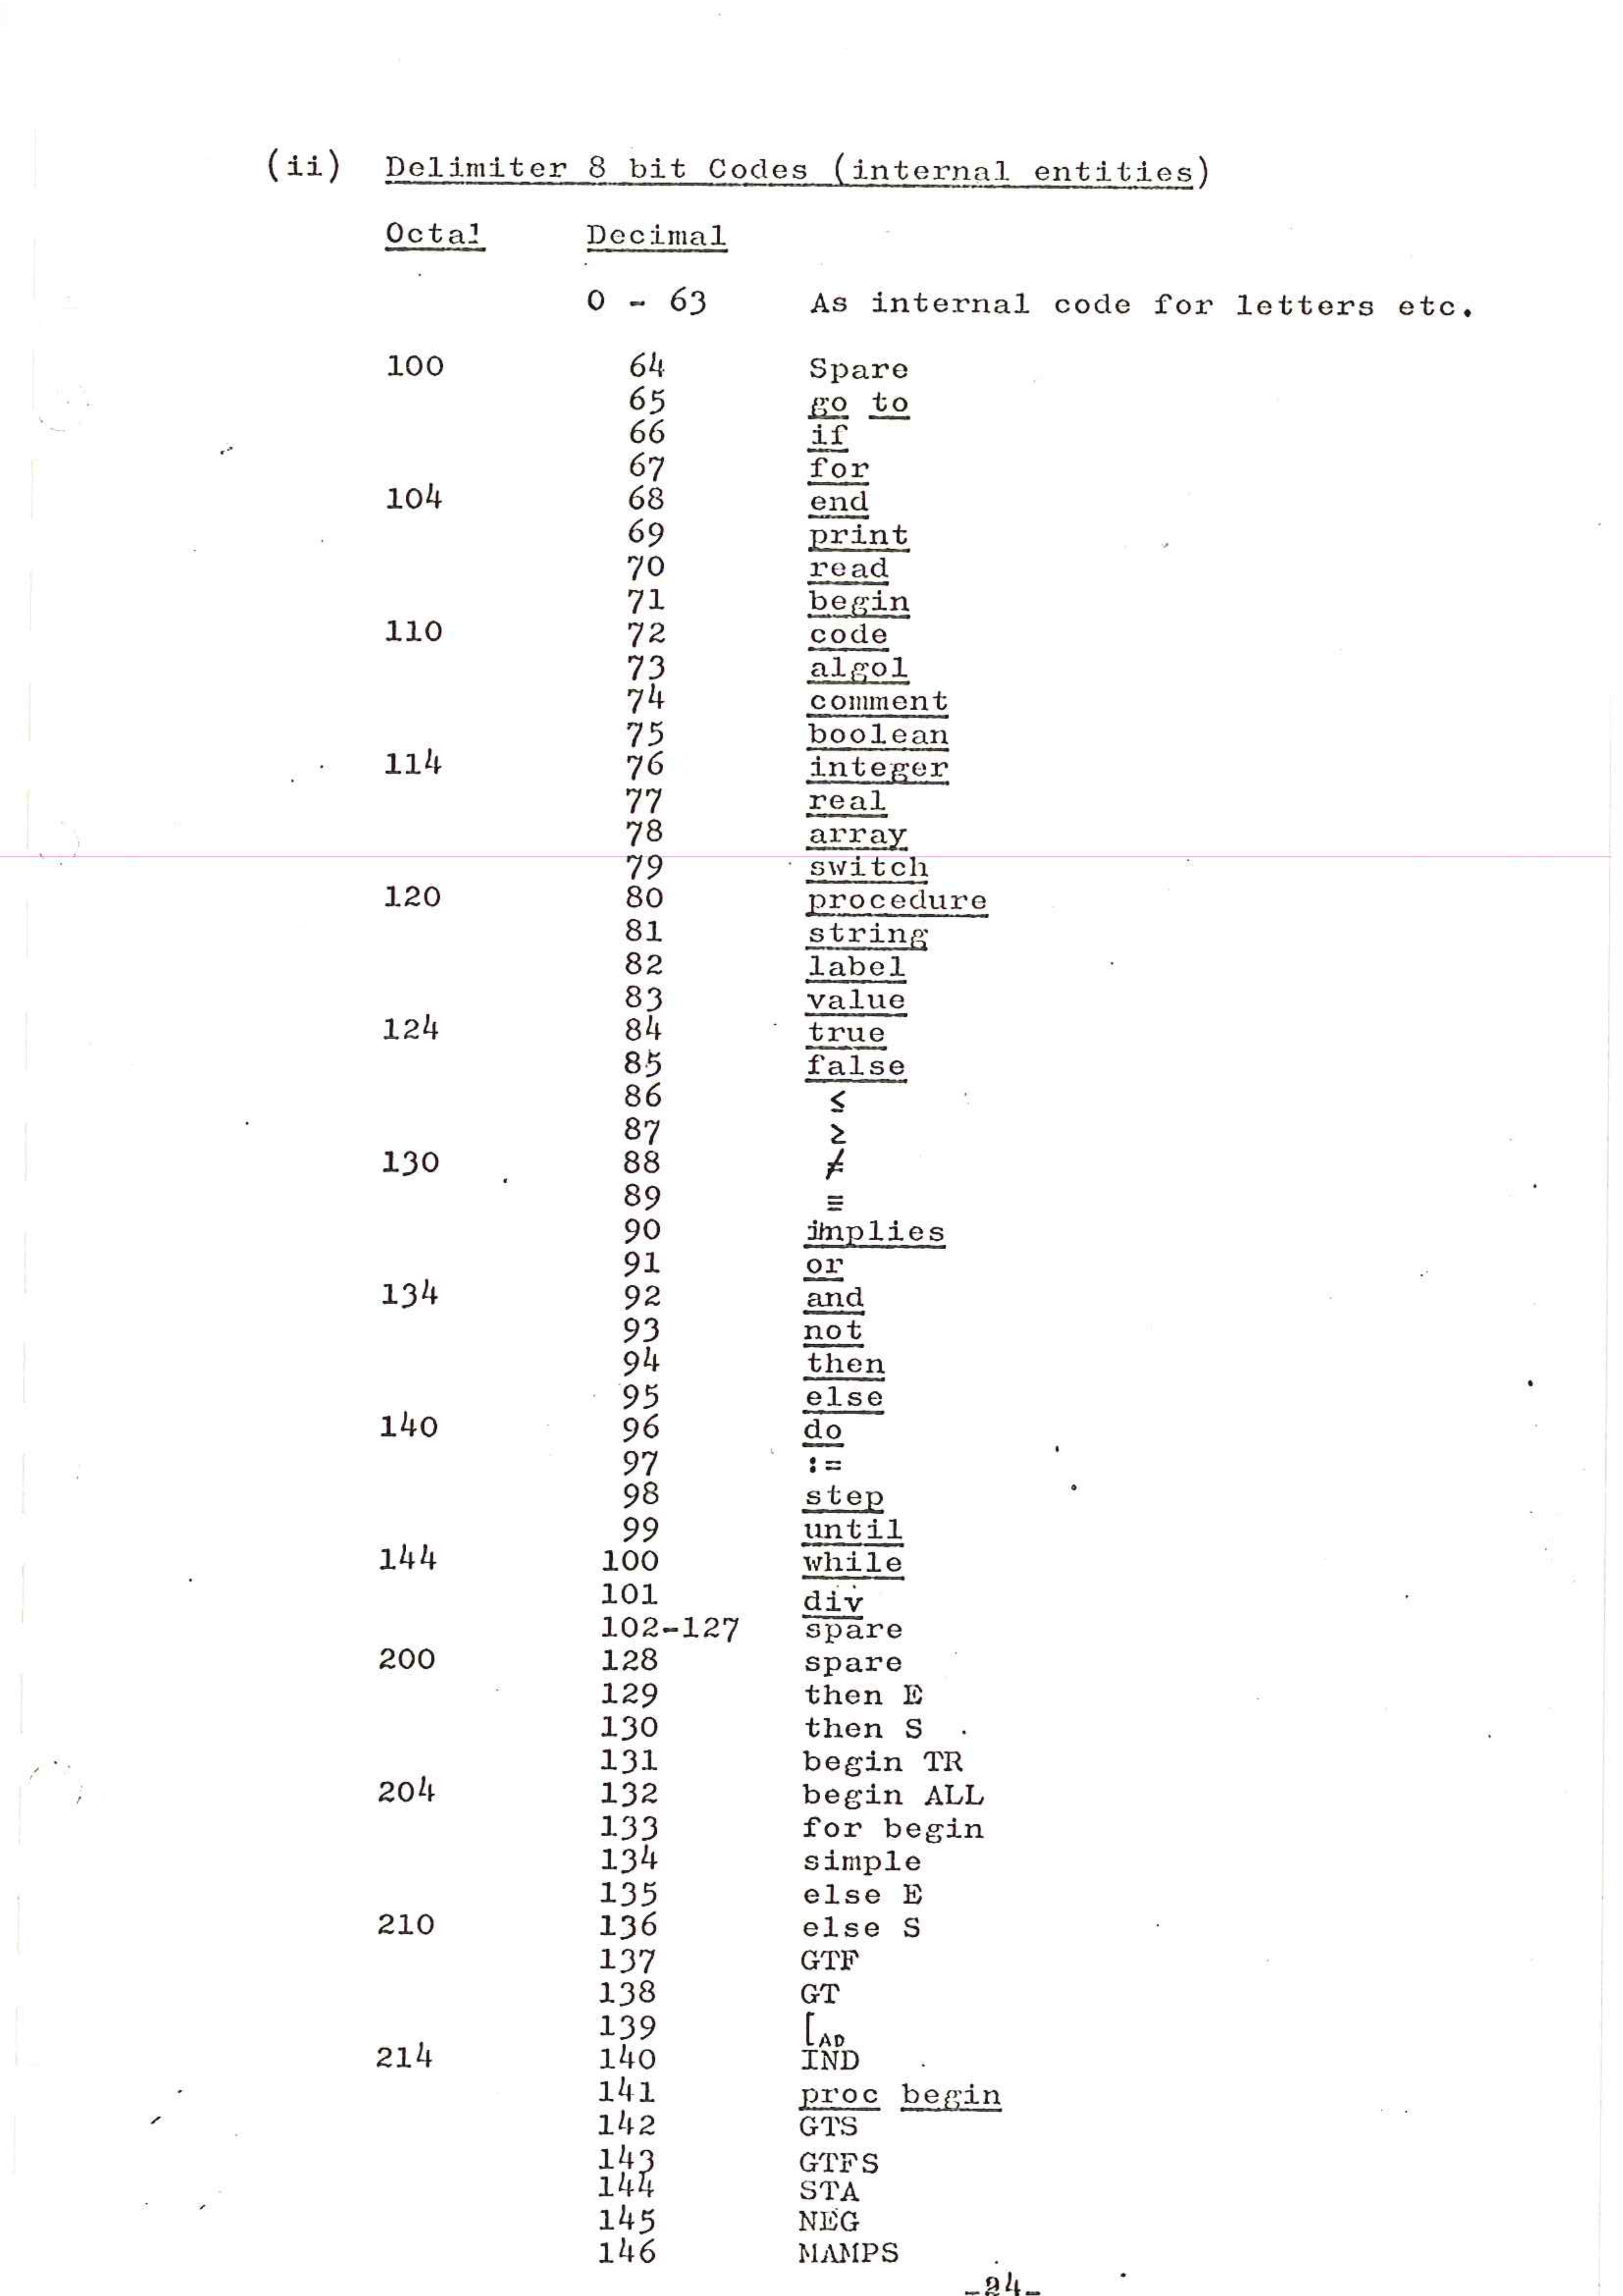 (ii) Delimiter 8 bit Codes (internal entities)
Octal Decimal
0 - 63 As internal code for letters etc.
100 64 Spare
65 go to
66 if
67 for
104 68 end
69 print
70 read
71 begin
110 72 code
73 algol
74 comment
75 boolean
114 76 integer
77 real
78 array
79 switch
120 80 procedure
81 string
82 label
83 value
124 84 true
85 false
86 ≤
87 ≥
130 88 ≠
89 ≡
90 implies
91 or
134 92 and
93 not
94 then
95 else
140 96 do
97 :=
98 step
99 until
144 100 while
101 div
102-127 spare
200 128 spare
129 then E
130 then S
131 begin TR
204 132 begin ALL
133 for begin
134 simple
135 else E
210 136 else S
137 GTF
138 GT
139 [AD
214 140 IND
141 proc begin
142 GTS
143 GTFS
144 STA
145 NEG
146 MAMPS
-24-